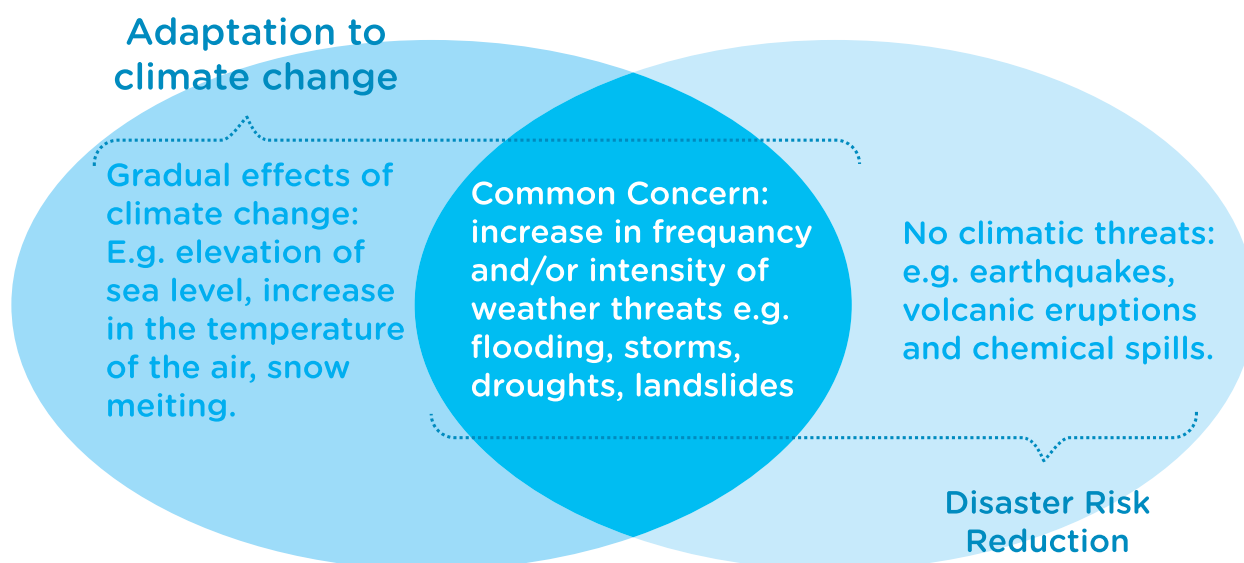 Adaptation to
climate change
Gradual effects of
climate change:
E.g. elevation of
sea level, increase
in the temperature
of the air, snow
meiting.
Common Concern:
increase in frequancy
and/or intensity of
weather threats e.g.
flooding, storms,
droughts, landslides
No climatic threats:
e.g. earthquakes,
volcanic eruptions
and chemical spills.
Disaster Risk
Reduction